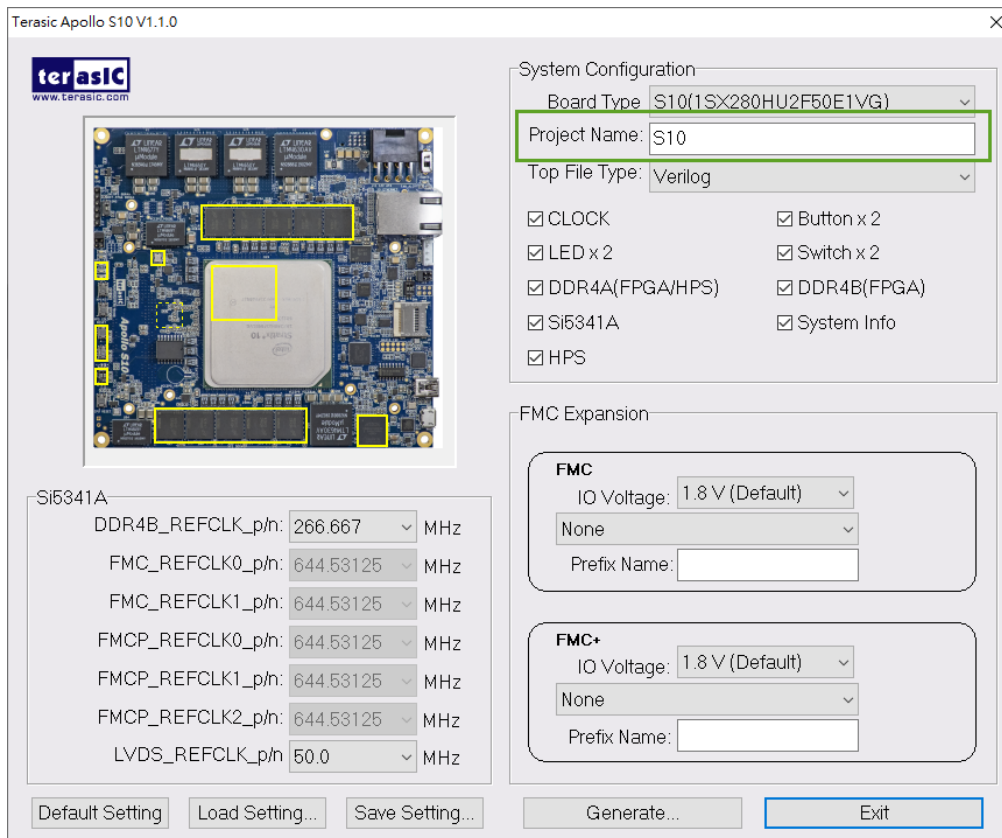 Terasic Apollo S10 V1.1.0
terasIC
www.terasic.com
Apollo S10
Stratix 10
System Configuration
Board Type S10(1SX280HU2F50E1VG)
Project Name: S10
Top File Type: Verilog
CLOCK
Button x 2
LED x 2
Switch x 2
DDR4A(FPGA/HPS)
DDR4B(FPGA)
Si5341A
System Info
HPS
FMC Expansion
FMC
IO Voltage: 1.8 V (Default)
None
Prefix Name:
FMC+
IO Voltage: 1.8 V (Default)
None
Prefix Name:
Si5341A
DDR4B_REFCLK_p/n: 266.667 MHz
FMC_REFCLK0_p/n: 644.53125 MHz
FMC_REFCLK1_p/n: 644.53125 MHz
FMCP_REFCLK0_p/n: 644.53125 MHz
FMCP_REFCLK1_p/n: 644.53125 MHz
FMCP_REFCLK2_p/n: 644.53125 MHz
LVDS_REFCLK_p/n 50.0 MHz
Default Setting
Load Setting...
Save Setting...
Generate...
Exit